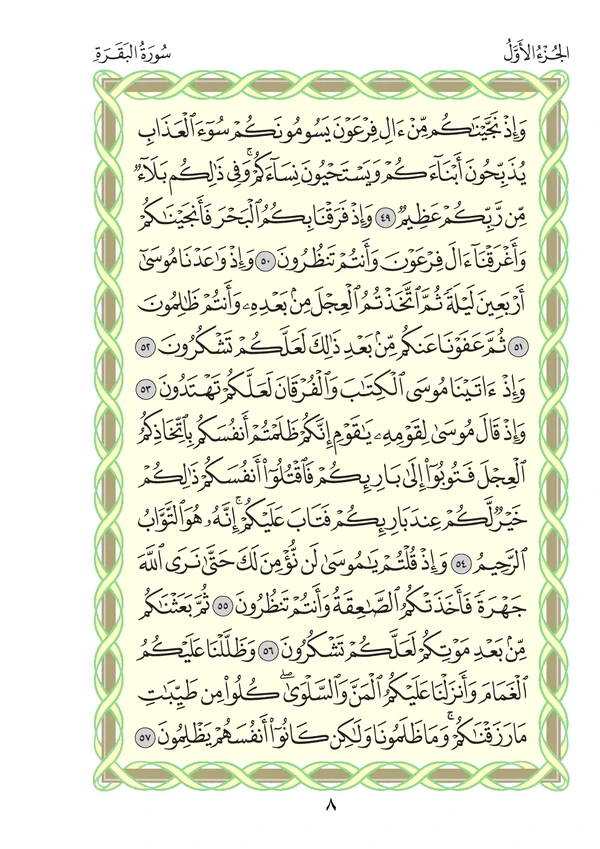 الجُزْءُ الأَوَّلُ
سُورَةُ البَقَرَةِ
وَإِذْ نَجَّيْنَٰكُم مِّنْ ءَالِ فِرْعَوْنَ يَسُومُونَكُمْ سُوٓءَ ٱلْعَذَابِ
يُذَبِّحُونَ أَبْنَآءَكُمْ وَيَسْتَحْيُونَ نِسَآءَكُمْ ۚ وَفِى ذَٰلِكُم بَلَآءٌ
مِّن رَّبِّكُمْ عَظِيمٌ ٤٩ وَإِذْ فَرَقْنَا بِكُمُ ٱلْبَحْرَ فَأَنجَيْنَٰكُمْ
وَأَغْرَقْنَآ ءَالَ فِرْعَوْنَ وَأَنتُمْ تَنظُرُونَ ٥٠ وَإِذْ وَٰعَدْنَا مُوسَىٰٓ
أَرْبَعِينَ لَيْلَةً ثُمَّ ٱتَّخَذْتُمُ ٱلْعِجْلَ مِنۢ بَعْدِهِۦ وَأَنتُمْ ظَٰلِمُونَ
٥١ ثُمَّ عَفَوْنَا عَنكُم مِّنۢ بَعْدِ ذَٰلِكَ لَعَلَّكُمْ تَشْكُرُونَ ٥٢
وَإِذْ ءَاتَيْنَا مُوسَى ٱلْكِتَٰبَ وَٱلْفُرْقَانَ لَعَلَّكُمْ تَهْتَدُونَ ٥٣
وَإِذْ قَالَ مُوسَىٰ لِقَوْمِهِۦ يَٰقَوْمِ إِنَّكُمْ ظَلَمْتُمْ أَنفُسَكُم بِٱتِّخَاذِكُمُ
ٱلْعِجْلَ فَتُوبُوٓا۟ إِلَىٰ بَارِئِكُمْ فَٱقْتُلُوٓا۟ أَنفُسَكُمْ ذَٰلِكُمْ
خَيْرٌ لَّكُمْ عِندَ بَارِئِكُمْ فَتَابَ عَلَيْكُمْ ۚ إِنَّهُۥ هُوَ ٱلتَّوَّابُ
ٱلرَّحِيمُ ٥٤ وَإِذْ قُلْتُمْ يَٰمُوسَىٰ لَن نُّؤْمِنَ لَكَ حَتَّىٰ نَرَى ٱللَّهَ
جَهْرَةً فَأَخَذَتْكُمُ ٱلصَّٰعِقَةُ وَأَنتُمْ تَنظُرُونَ ٥٥ ثُمَّ بَعَثْنَٰكُم
مِّنۢ بَعْدِ مَوْتِكُمْ لَعَلَّكُمْ تَشْكُرُونَ ٥٦ وَظَلَّلْنَا عَلَيْكُمُ
ٱلْغَمَامَ وَأَنزَلْنَا عَلَيْكُمُ ٱلْمَنَّ وَٱلسَّلْوَىٰ ۖ كُلُوا۟ مِن طَيِّبَٰتِ
مَا رَزَقْنَٰكُمْ ۖ وَمَا ظَلَمُونَا وَلَٰكِن كَانُوٓا۟ أَنفُسَهُمْ يَظْلِمُونَ ٥٧
٨